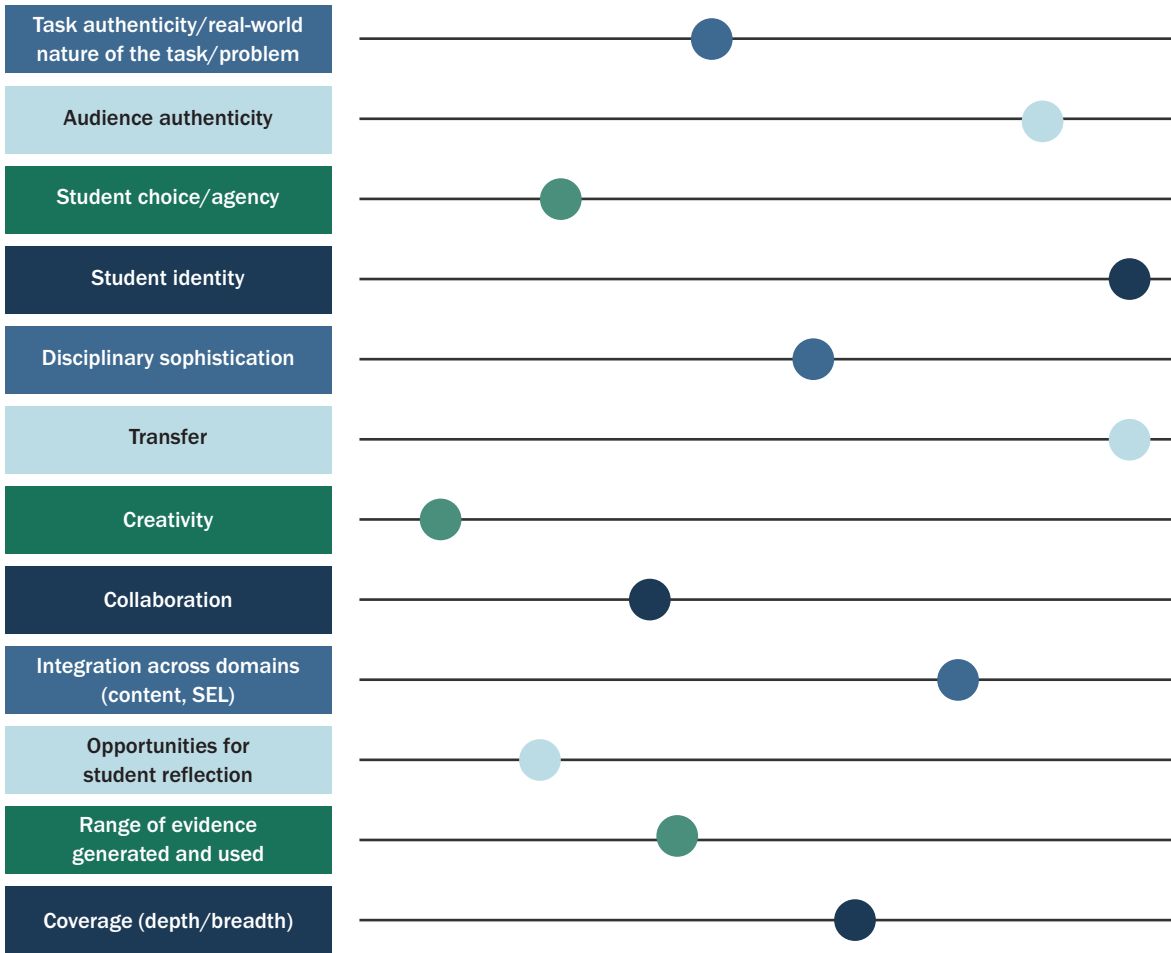 Task authenticity/real-world
nature of the task/problem
Audience authenticity
Student choice/agency
Student identity
Disciplinary sophistication
Transfer
Creativity
Collaboration
Integration across domains
(content, SEL)
Opportunities for
student reflection
Range of evidence
generated and used
Coverage (depth/breadth)